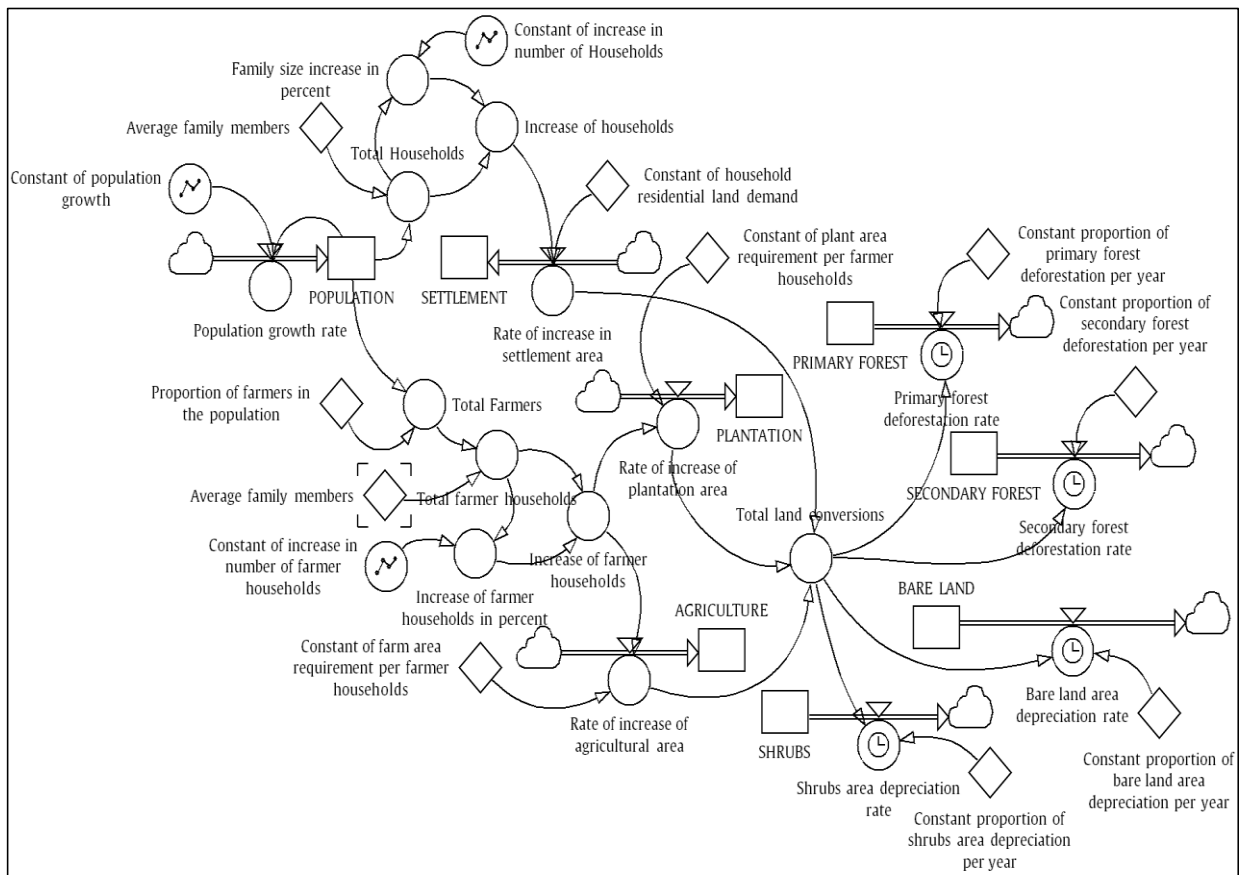 Constant of increase in
number of Households
Family size increase in
percent
Average family members
Increase of households
Total Households
Constant of population
growth
Constant of household
residential land demand
POPULATION
SETTLEMENT
Population growth rate
Rate of increase in
settlement area
Constant of plant area
requirement per farmer
households
Constant proportion of
primary forest
deforestation per year
Constant proportion of
secondary forest
deforestation per year
PRIMARY FOREST
Primary forest
deforestation rate
Proportion of farmers in
the population
Total Farmers
PLANTATION
Rate of increase of
plantation area
SECONDARY FOREST
Secondary forest
deforestation rate
Average family members
Total farmer households
Total land conversions
Constant of increase in
number of farmer
households
Increase of farmer
households
Increase of farmer
households in percent
BARE LAND
AGRICULTURE
Constant of farm area
requirement per farmer
households
Rate of increase of
agricultural area
Bare land area
depreciation rate
SHRUBS
Shrubs area depreciation
rate
Constant proportion of
bare land area
depreciation per year
Constant proportion of
shrubs area depreciation
per year